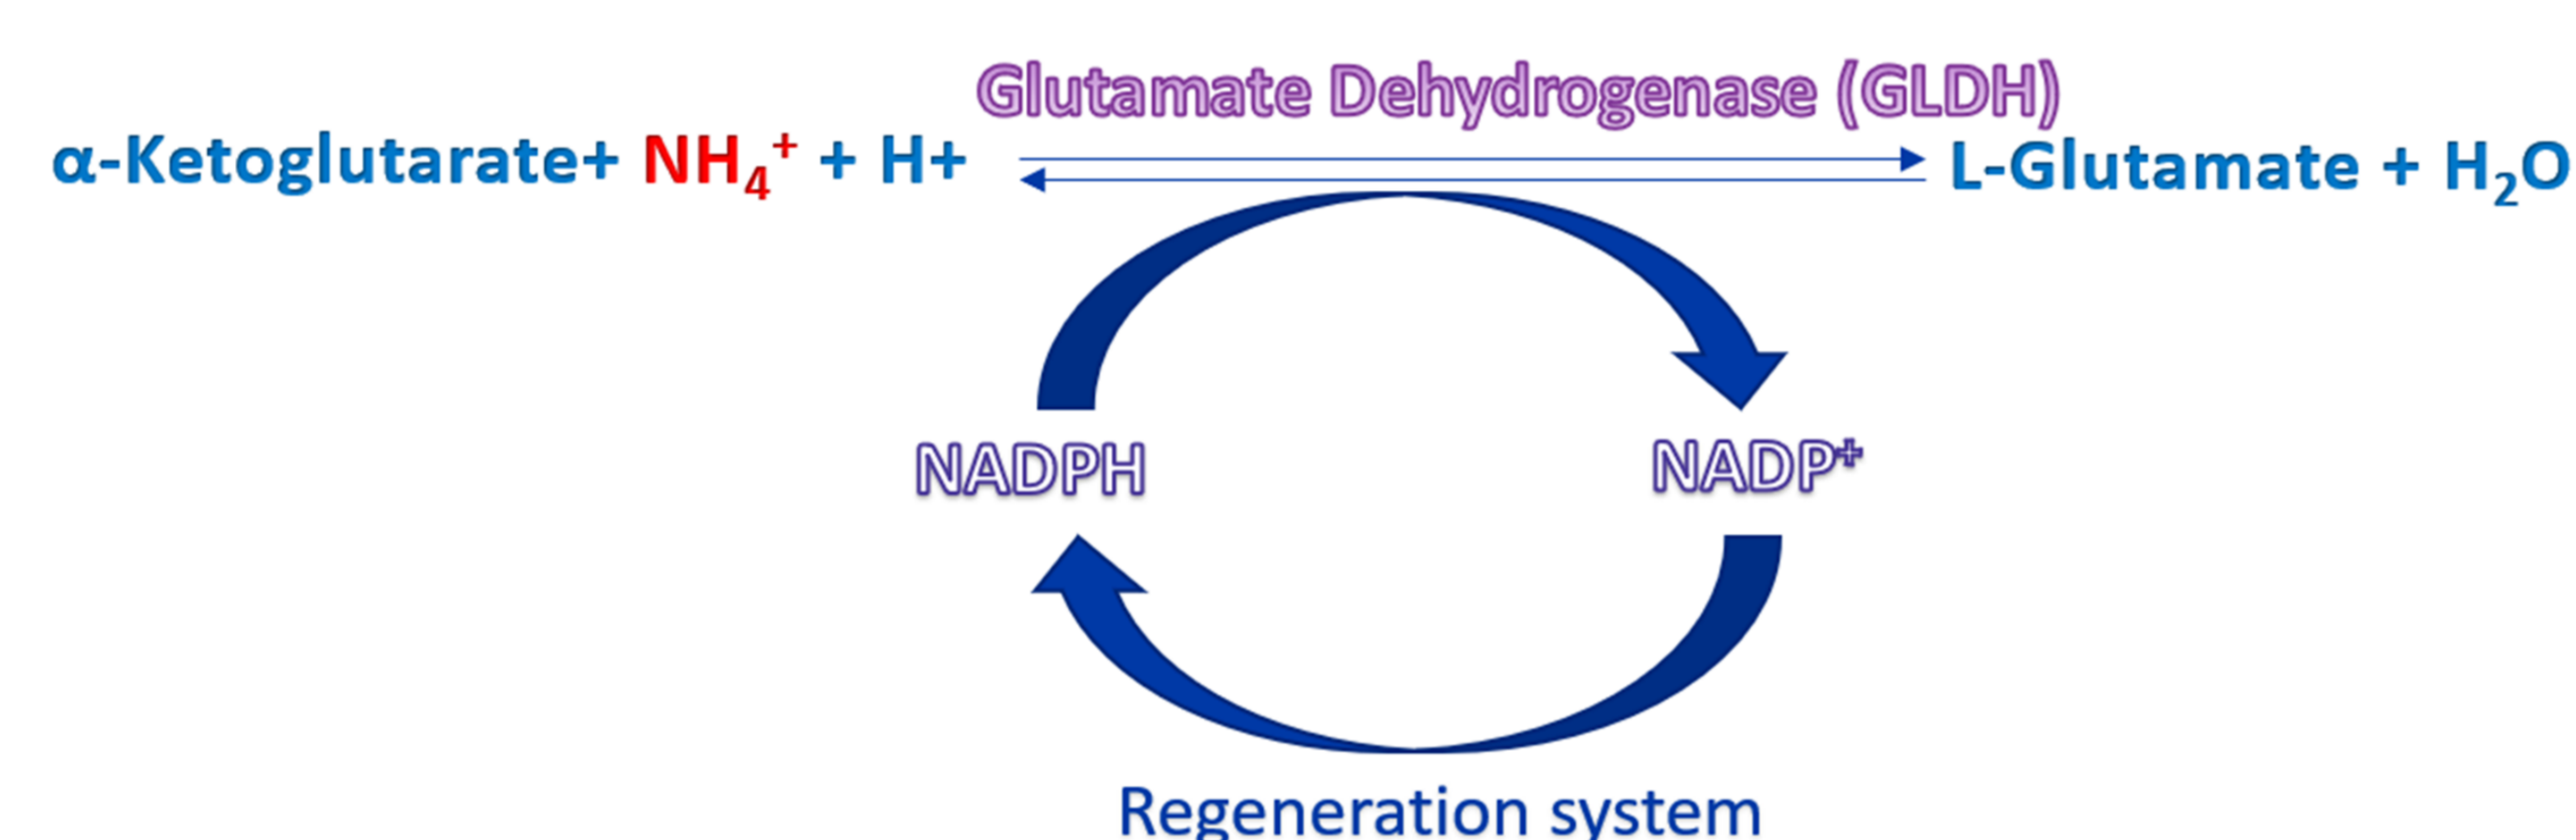 Glutamate Dehydrogenase (GLDH)
α-Ketoglutarate+ NH₄⁺ + H+ L-Glutamate + H₂O
NADPH NADP⁺
Regeneration system